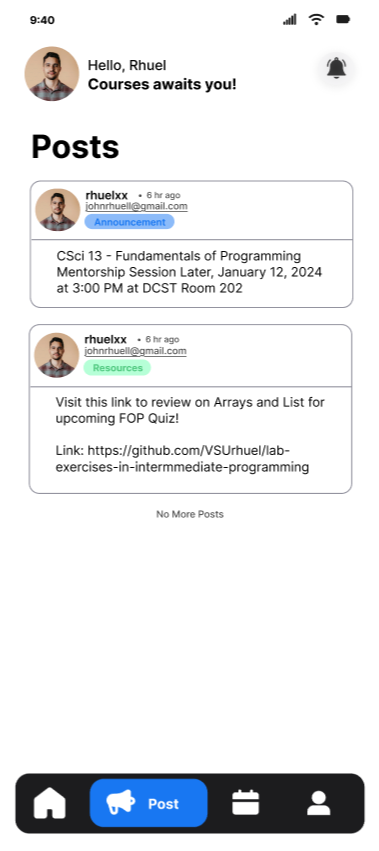 9:40
Hello, Rhuel
Courses awaits you!
Posts
rhuelxx • 6 hr ago
johnrhuell@gmail.com
Announcement
CSci 13 - Fundamentals of Programming
Mentorship Session Later, January 12, 2024
at 3:00 PM at DCST Room 202
rhuelxx • 6 hr ago
johnrhuell@gmail.com
Resources
Visit this link to review on Arrays and List for
upcoming FOP Quiz!
Link: https://github.com/VSUrhuel/lab-
exercises-in-intermmediate-programming
No More Posts
Post